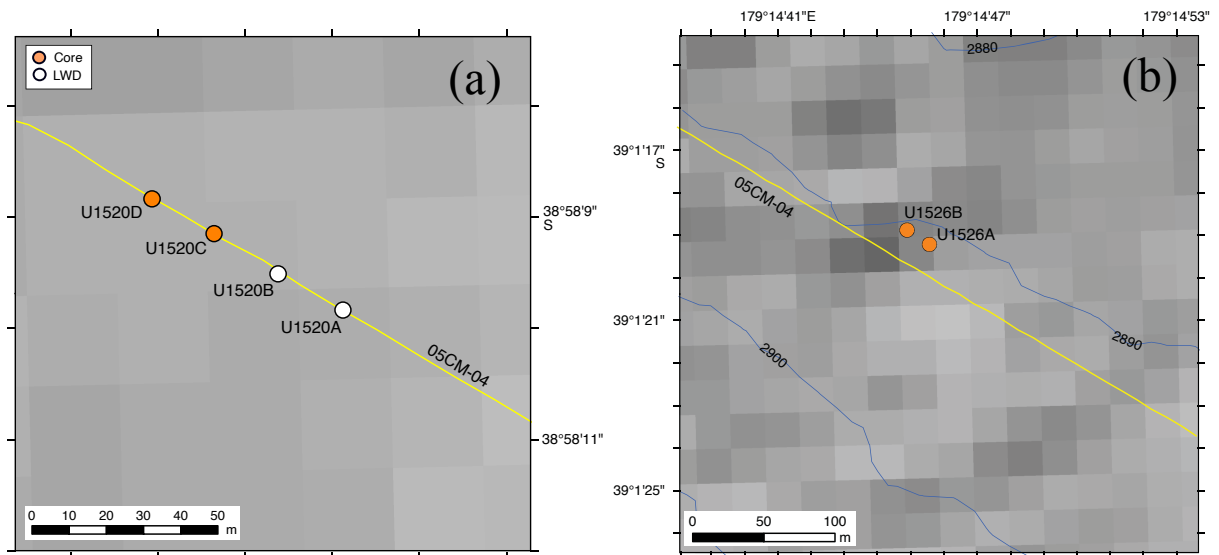 Core
LWD
(a)
U1520D
U1520C
U1520B
U1520A
05CM-04
38°58'9"
S
38°58'11"
0 10 20 30 40 50
m
179°14'41"E 179°14'47" 179°14'53"
2880
(b)
39°1'17"
S
05CM-04
U1526B
U1526A
39°1'21"
2900
2890
39°1'25"
0 50 100
m